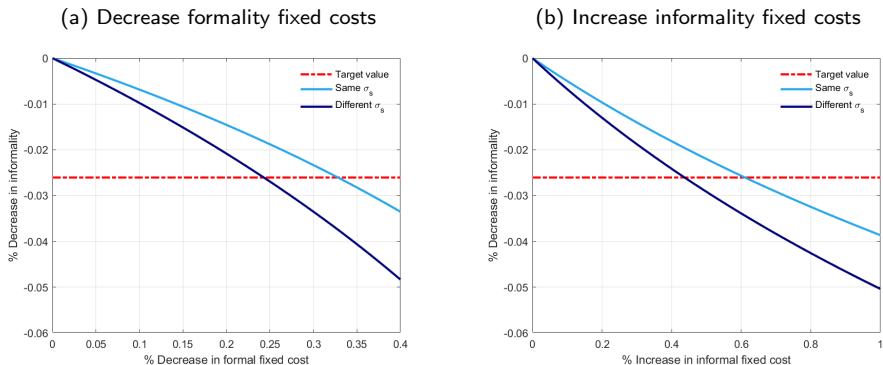 (a) Decrease formality fixed costs
0
-0.01
-0.02
-0.03
-0.04
-0.05
-0.06
% Decrease in informality
Target value
Same σs
Different σs
0 0.05 0.1 0.15 0.2 0.25 0.3 0.35 0.4
% Decrease in formal fixed cost
(b) Increase informality fixed costs
0
-0.01
-0.02
-0.03
-0.04
-0.05
-0.06
% Decrease in informality
Target value
Same σs
Different σs
0 0.2 0.4 0.6 0.8 1
% Increase in informal fixed cost